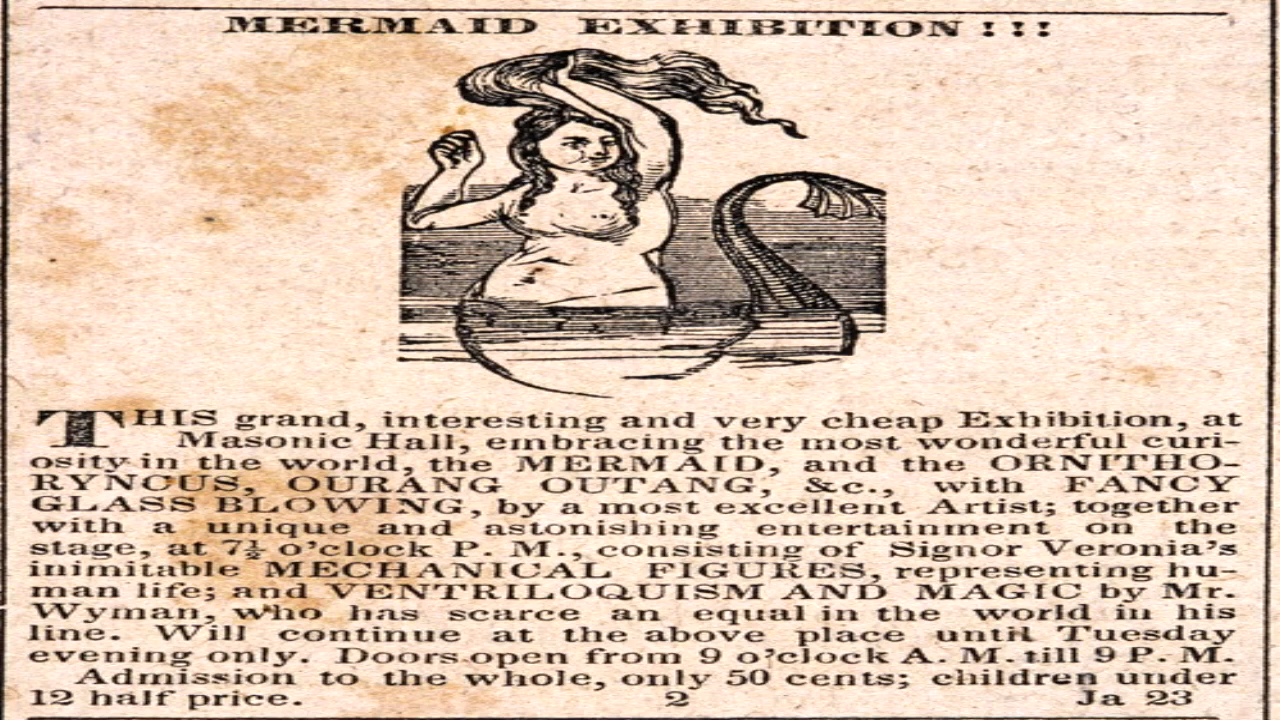 MERMAID EXHIBITION!!!
THIS grand, interesting and very cheap Exhibition, at
Masonic Hall, embracing the most wonderful curi-
osity in the world, the MERMAID, and the ORNITHO-
RYNCUS, OURANG OUTANG, &c., with FANCY
GLASS BLOWING, by a most excellent Artist; together
with a unique and astonishing entertainment on the
stage, at 7½ o'clock P. M., consisting of Signor Veronia's
inimitable MECHANICAL FIGURES, representing hu-
man life; and VENTRILOQUISM AND MAGIC by Mr.
Wyman, who has scarce an equal in the world in his
line. Will continue at the above place until Tuesday
evening only. Doors open from 9 o'clock A. M. till 9 P. M.
Admission to the whole, only 50 cents; children under
12 half price. 2 Ja 23